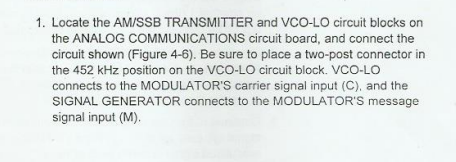 1. Locate the AM/SSB TRANSMITTER and VCO-LO circuit blocks on
the ANALOG COMMUNICATIONS circuit board, and connect the
circuit shown (Figure 4-6). Be sure to place a two-post connector in
the 452 kHz position on the VCO-LO circuit block. VCO-LO
connects to the MODULATOR'S carrier signal input (C), and the
SIGNAL GENERATOR connects to the MODULATOR'S message
signal input (M).